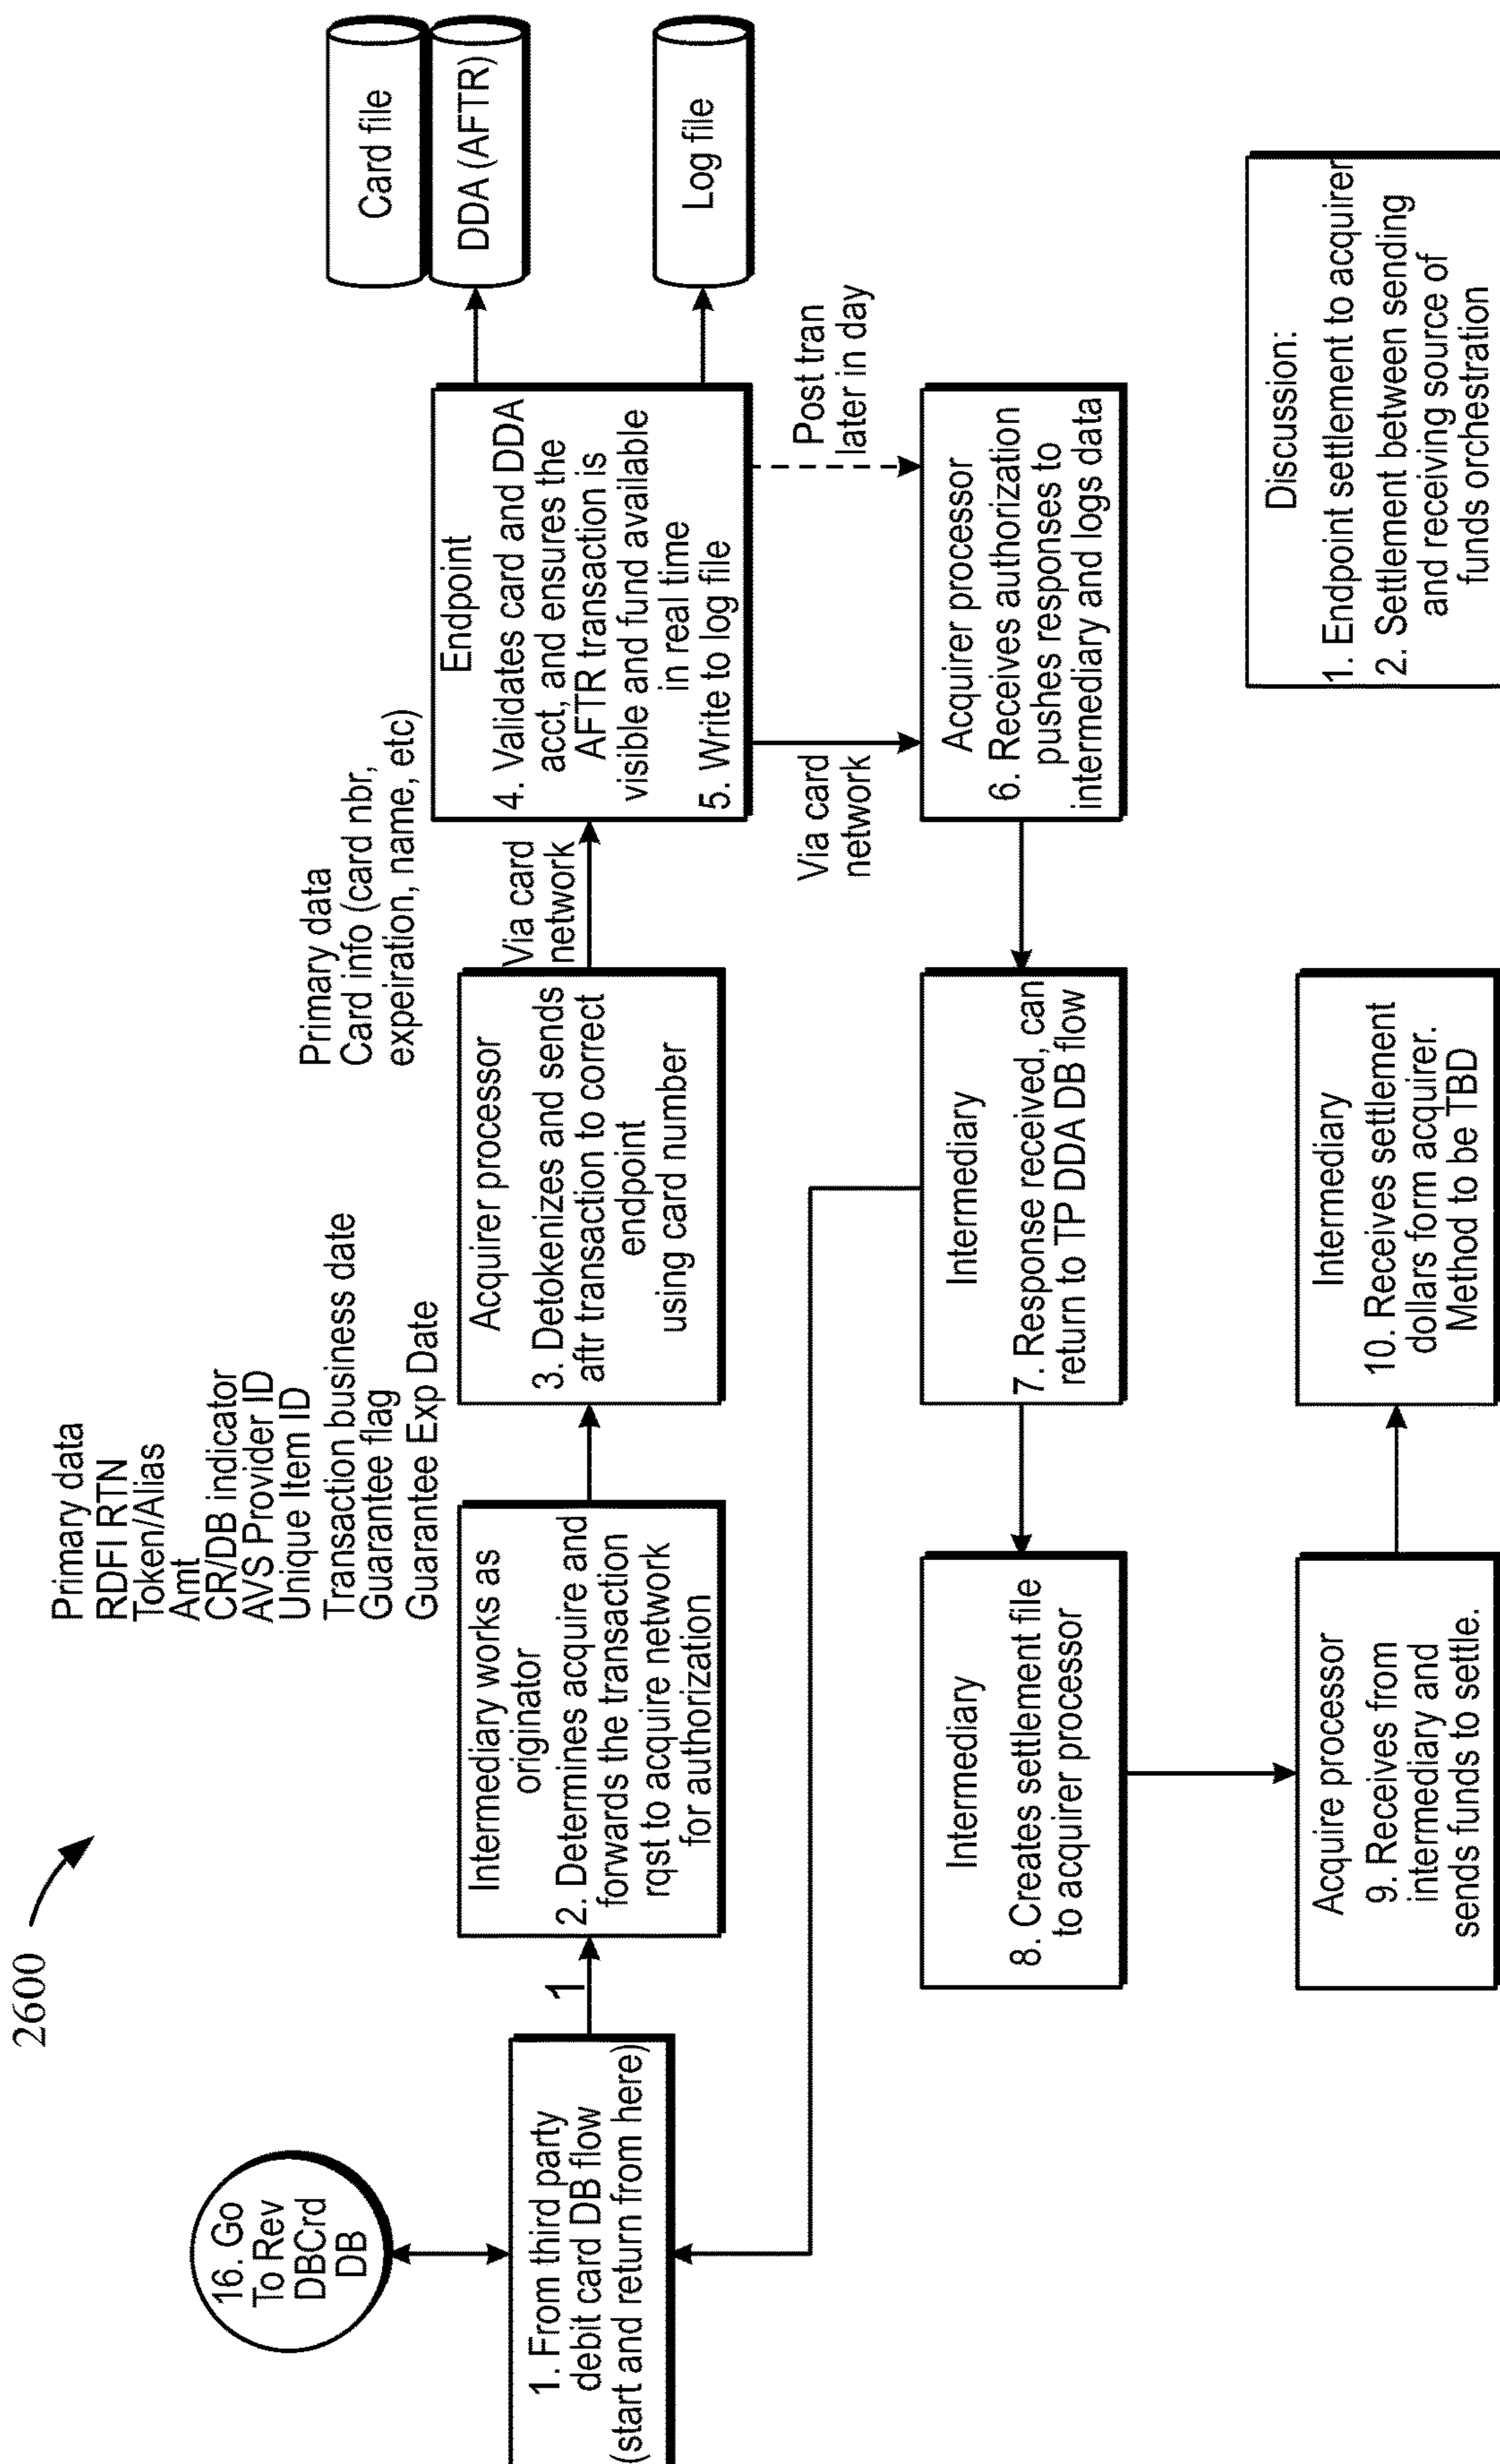 2600
16. Go
To Rev
DBCrd
DB
1. From third party
debit card DB flow
(start and return from here)
1
Primary data
RDFI RTN
Token/Alias
Amt
CR/DB indicator
AVS Provider ID
Unique Item ID
Transaction business date
Guarantee flag
Guarantee Exp Date
Intermediary works as
originator
2. Determines acquire and
forwards the transaction
rqst to acquire network
for authorization
Acquirer processor
3. Detokenizes and sends
aftr transaction to correct
endpoint
using card number
Primary data
Card info (card nbr,
expeiration, name, etc)
Via card
network
Endpoint
4. Validates card and DDA
acct, and ensures the
AFTR transaction is
visible and fund available
in real time
5. Write to log file
Card file
DDA (AFTR)
Log file
Via card
network
Post tran
later in day
Acquirer processor
6. Receives authorization
pushes responses to
intermediary and logs data
Intermediary
7. Response received, can
return to TP DDA DB flow
Intermediary
8. Creates settlement file
to acquirer processor
Acquire processor
9. Receives from
intermediary and
sends funds to settle.
Intermediary
10. Receives settlement
dollars form acquirer.
Method to be TBD
Discussion:
1. Endpoint settlement to acquirer
2. Settlement between sending
and receiving source of
funds orchestration